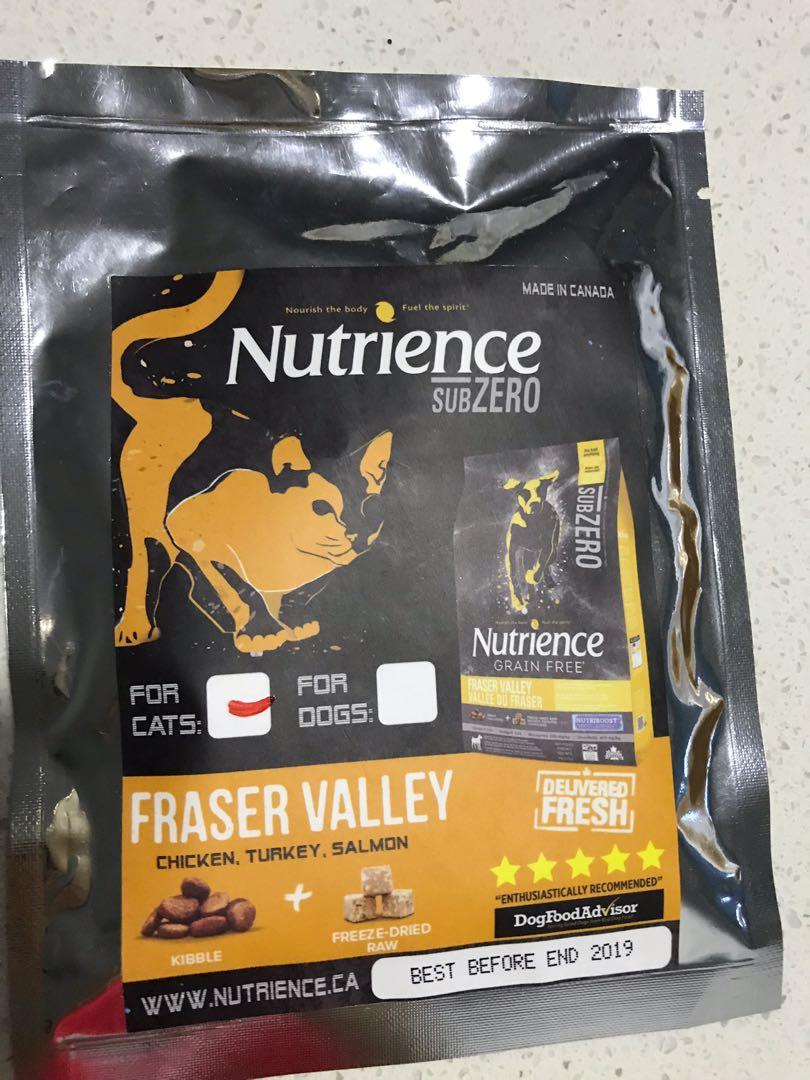 MADE IN CANADA
Nourish the body Fuel the spirit
Nutrience
SUBZERO
SUBZERO
Nutrience
GRAIN FREE
FRASER VALLEY
VALLÉE DU FRASER
NUTRIBOOST
FOR CATS:
FOR DOGS:
FRASER VALLEY
CHICKEN, TURKEY, SALMON
DELIVERED
FRESH
KIBBLE
+
FREEZE-DRIED
RAW
"ENTHUSIASTICALLY RECOMMENDED"
DogFoodAdvisor
WWW.NUTRIENCE.CA
BEST BEFORE END 2019